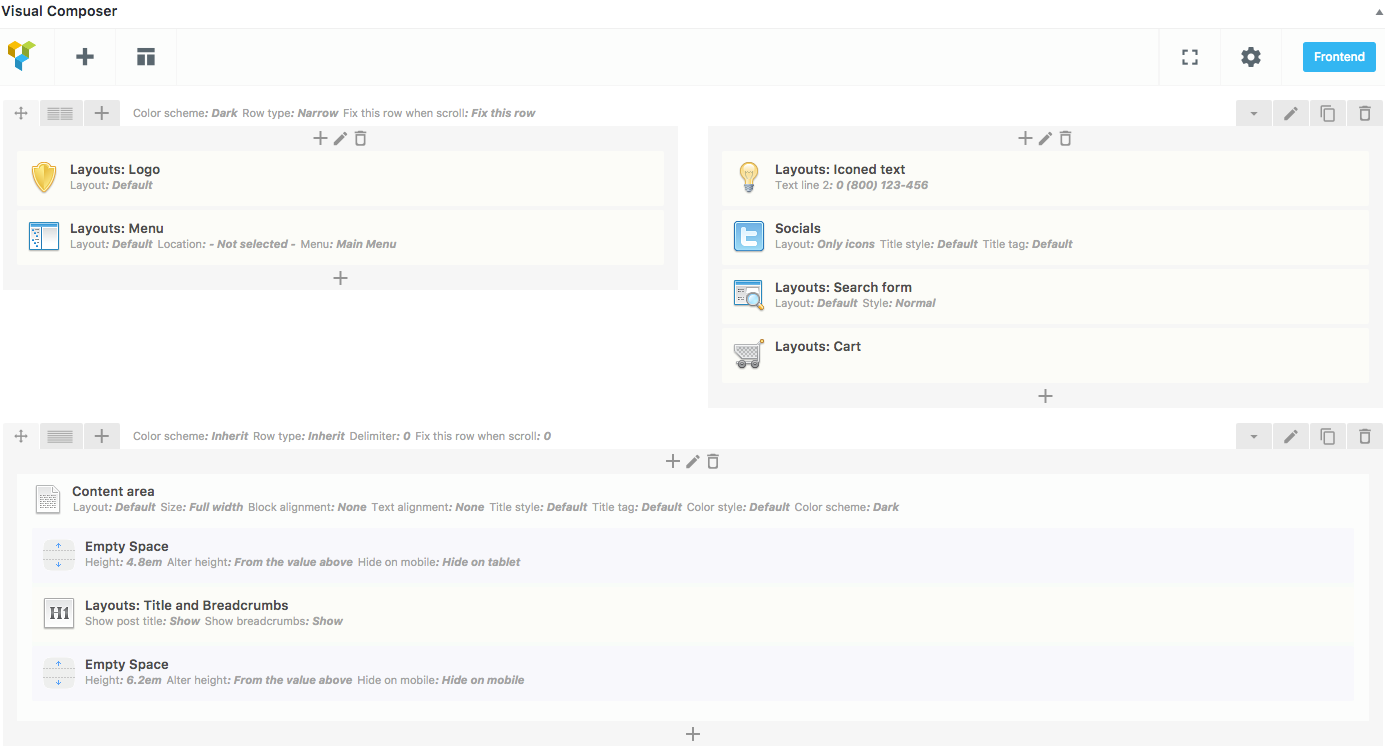 Visual Composer
Frontend
Color scheme: Dark Row type: Narrow Fix this row when scroll: Fix this row
Layouts: Logo
Layout: Default
Layouts: Menu
Layout: Default Location: - Not selected - Menu: Main Menu
Layouts: Iconed text
Text line 2: 0 (800) 123-456
Socials
Layout: Only icons Title style: Default Title tag: Default
Layouts: Search form
Layout: Default Style: Normal
Layouts: Cart
Color scheme: Inherit Row type: Inherit Delimiter: 0 Fix this row when scroll: 0
Content area
Layout: Default Size: Full width Block alignment: None Text alignment: None Title style: Default Title tag: Default Color style: Default Color scheme: Dark
Empty Space
Height: 4.8em Alter height: From the value above Hide on mobile: Hide on tablet
H1
Layouts: Title and Breadcrumbs
Show post title: Show Show breadcrumbs: Show
Empty Space
Height: 6.2em Alter height: From the value above Hide on mobile: Hide on mobile